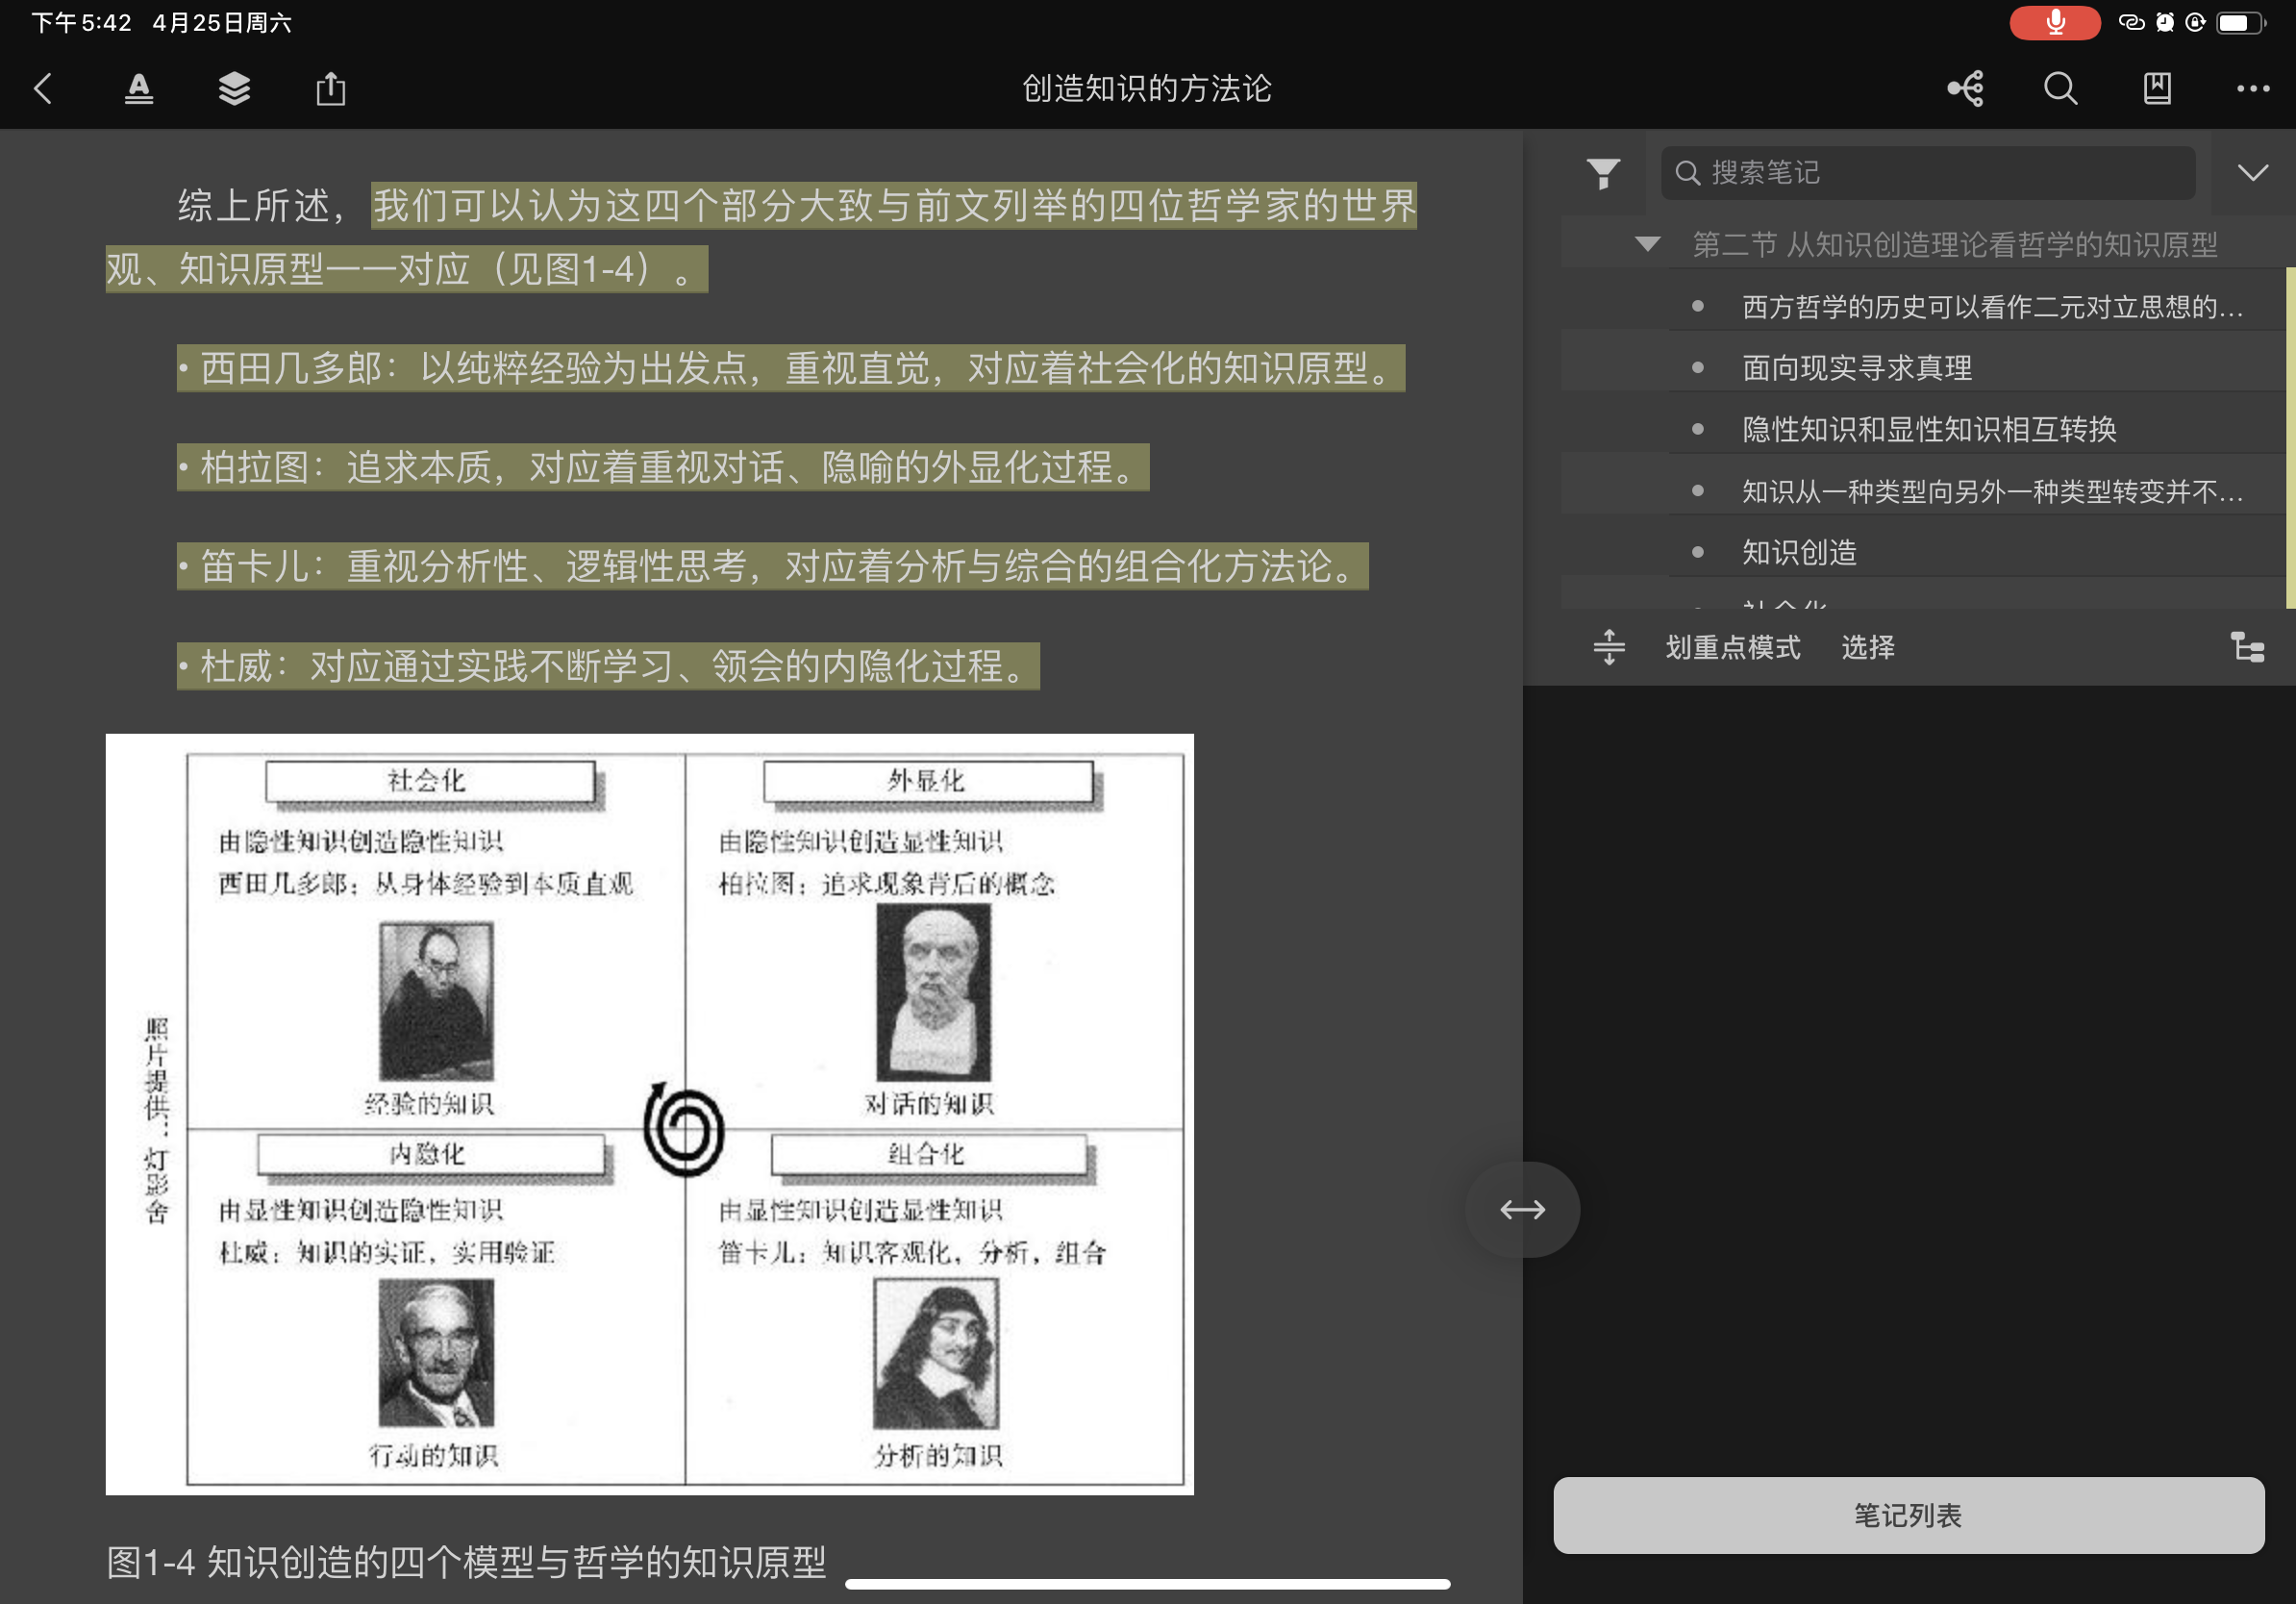 下午5:42 4月25日周六
创造知识的方法论
综上所述，我们可以认为这四个部分大致与前文列举的四位哲学家的世界
观、知识原型一一对应（见图1-4）。
• 西田几多郎：以纯粹经验为出发点，重视直觉，对应着社会化的知识原型。
• 柏拉图：追求本质，对应着重视对话、隐喻的外显化过程。
• 笛卡儿：重视分析性、逻辑性思考，对应着分析与综合的组合化方法论。
• 杜威：对应通过实践不断学习、领会的内隐化过程。
社会化
由隐性知识创造隐性知识
西田几多郎：从身体经验到本质直观
经验的知识
外显化
由隐性知识创造显性知识
柏拉图：追求现象背后的概念
对话的知识
内隐化
由显性知识创造隐性知识
杜威：知识的实证，实用验证
行动的知识
组合化
由显性知识创造显性知识
笛卡儿：知识客观化，分析，组合
分析的知识
照片提供：灯影舍
图1-4 知识创造的四个模型与哲学的知识原型
搜索笔记
第二节 从知识创造理论看哲学的知识原型
西方哲学的历史可以看作二元对立思想的...
面向现实寻求真理
隐性知识和显性知识相互转换
知识从一种类型向另外一种类型转变并不...
知识创造
划重点模式 选择
笔记列表